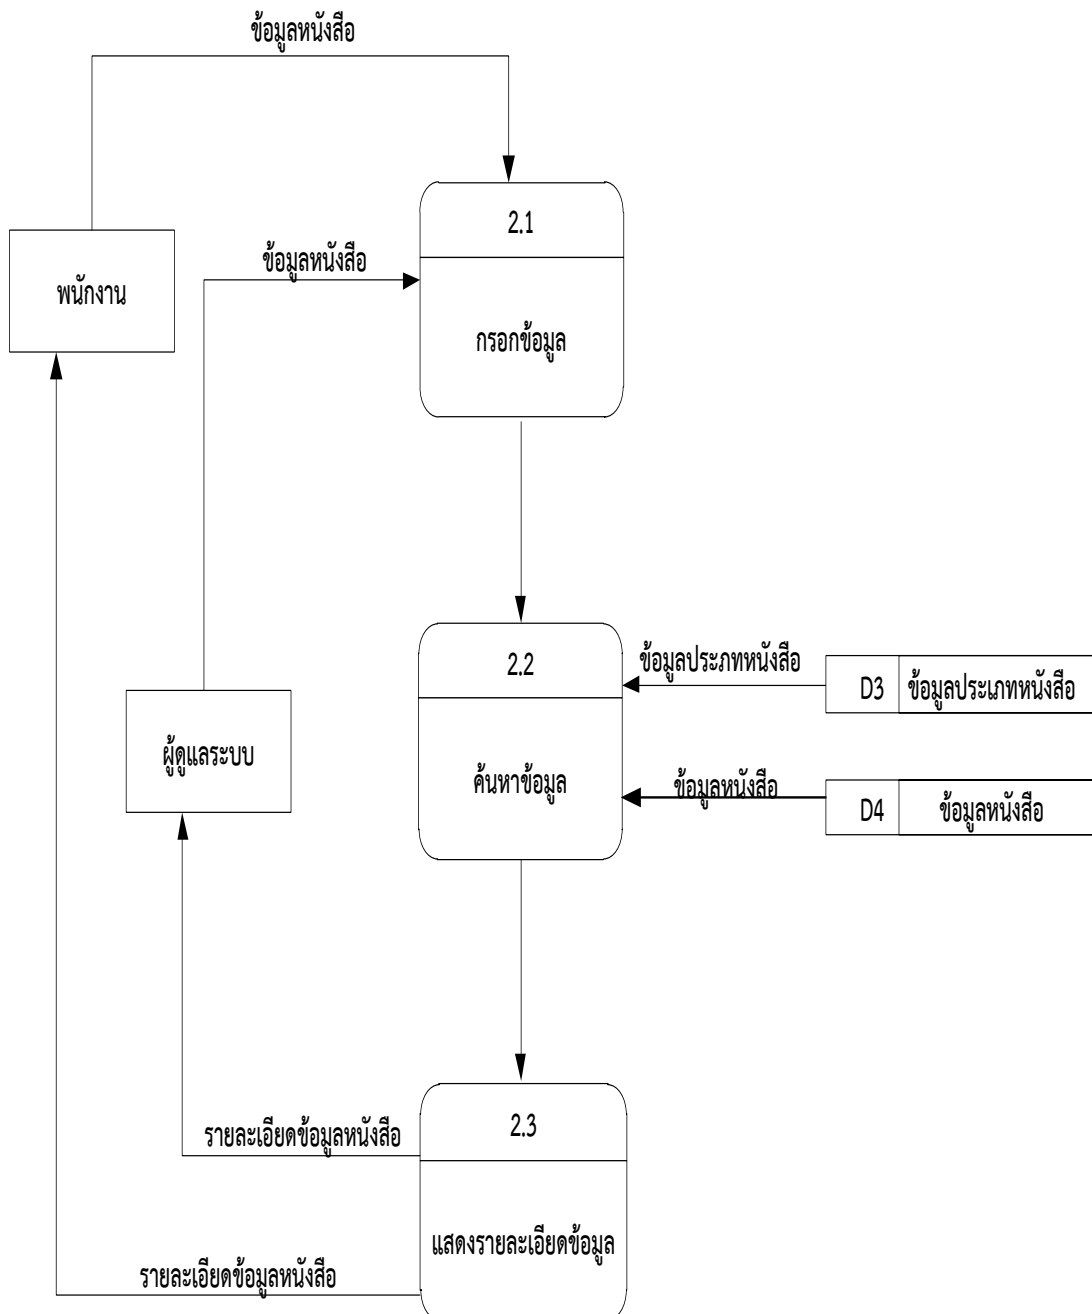 ข้อมูลหนังสือ
2.1
ข้อมูลหนังสือ
พนักงาน
กรอกข้อมูล
2.2
ข้อมูลประภทหนังสือ
D3 ข้อมูลประเภทหนังสือ
ผู้ดูแลระบบ
ค้นหาข้อมูล
ข้อมูลหนังสือ
D4 ข้อมูลหนังสือ
2.3
รายละเอียดข้อมูลหนังสือ
แสดงรายละเอียดข้อมูล
รายละเอียดข้อมูลหนังสือ